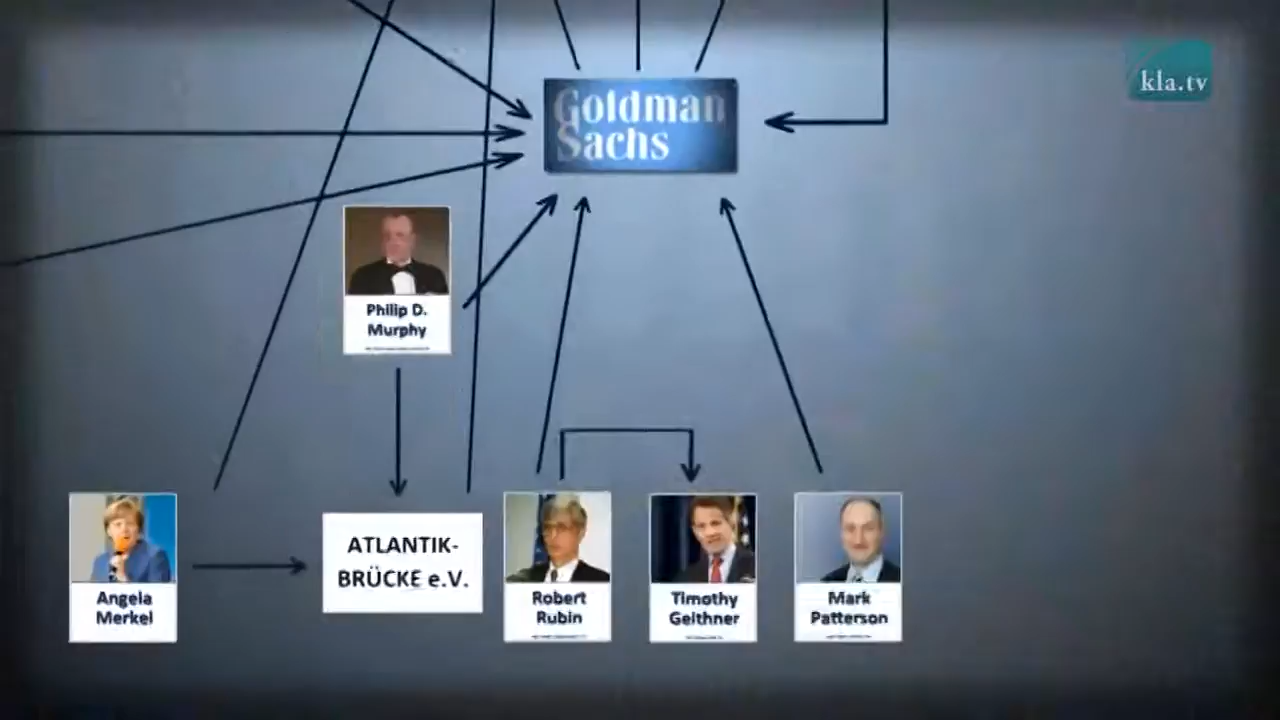 Goldman
Sachs
kla.tv
Philip D.
Murphy
ATLANTIK-
BRÜCKE e.V.
Angela
Merkel
Robert
Rubin
Timothy
Geithner
Mark
Patterson